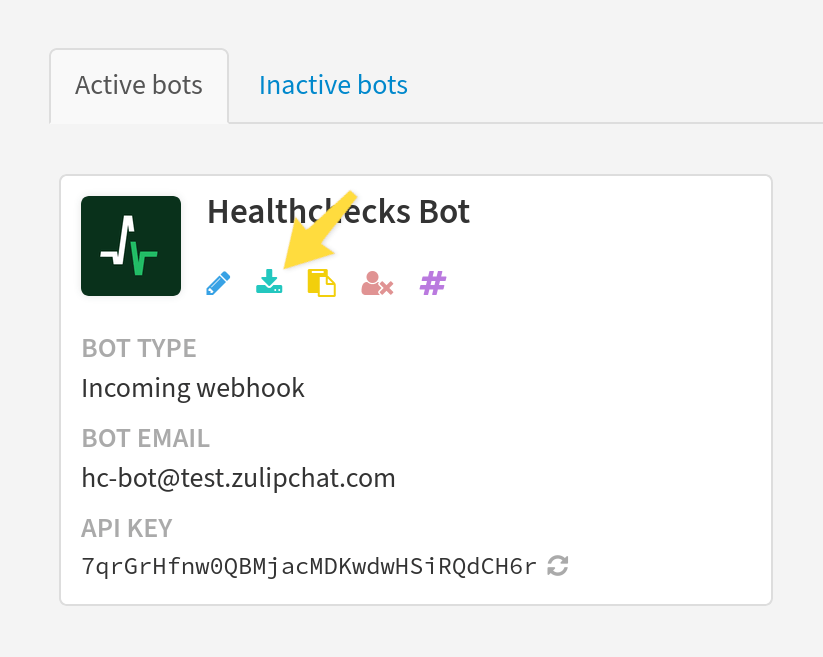 Active bots
Inactive bots
Healthchecks Bot
BOT TYPE
Incoming webhook
BOT EMAIL
hc-bot@test.zulipchat.com
API KEY
7qrGrHfnw0QBMjacMDKwdwHSiRQdCH6r